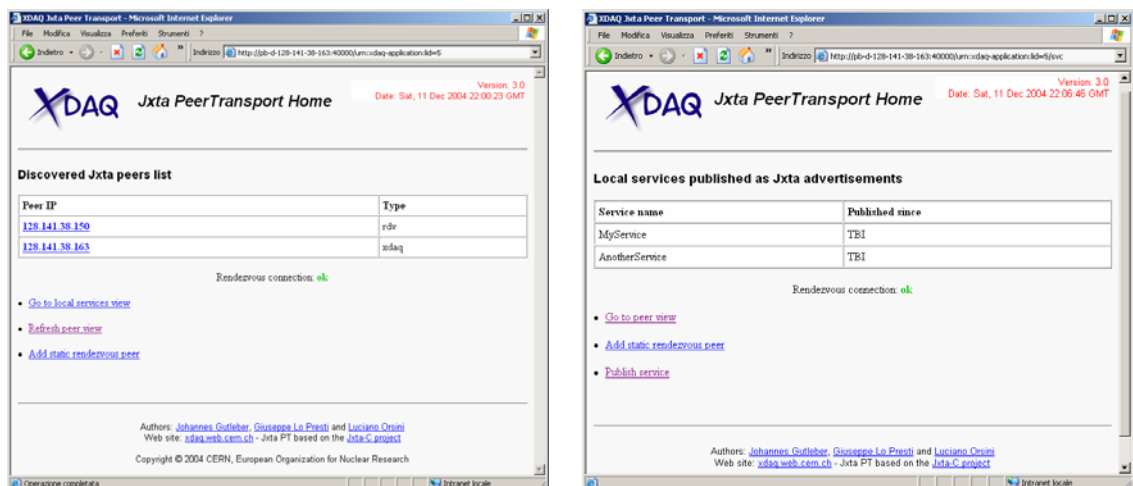 XDAQ Jxta Peer Transport - Microsoft Internet Explorer
File Modifica Visualizza Preferiti Strumenti ?
Indietro
Indirizzo http://pb-d-128-141-38-163:40000/urn:xdaq-application:lid=5
XDAQ
Jxta PeerTransport Home
Version: 3.0
Date: Sat, 11 Dec 2004 22:00:23 GMT
Discovered Jxta peers list
Peer IP Type
128.141.38.150 rdv
128.141.38.163 xdaq
Rendezvous connection: ok
• Go to local services view
• Refresh peer view
• Add static rendezvous peer
Authors: Johannes Gutleber, Giuseppe Lo Presti and Luciano Orsini
Web site: xdaq.web.cern.ch - Jxta PT based on the Jxta-C project
Copyright © 2004 CERN, European Organization for Nuclear Research
Operazione completata Intranet locale
XDAQ Jxta Peer Transport - Microsoft Internet Explorer
File Modifica Visualizza Preferiti Strumenti ?
Indietro
Indirizzo http://pb-d-128-141-38-163:40000/urn:xdaq-application:lid=5/svc
XDAQ
Jxta PeerTransport Home
Version: 3.0
Date: Sat, 11 Dec 2004 22:06:46 GMT
Local services published as Jxta advertisements
Service name Published since
MyService TBI
AnotherService TBI
Rendezvous connection: ok
• Go to peer view
• Add static rendezvous peer
• Publish service
Authors: Johannes Gutleber, Giuseppe Lo Presti and Luciano Orsini
Web site: xdaq.web.cern.ch - Jxta PT based on the Jxta-C project
Intranet locale